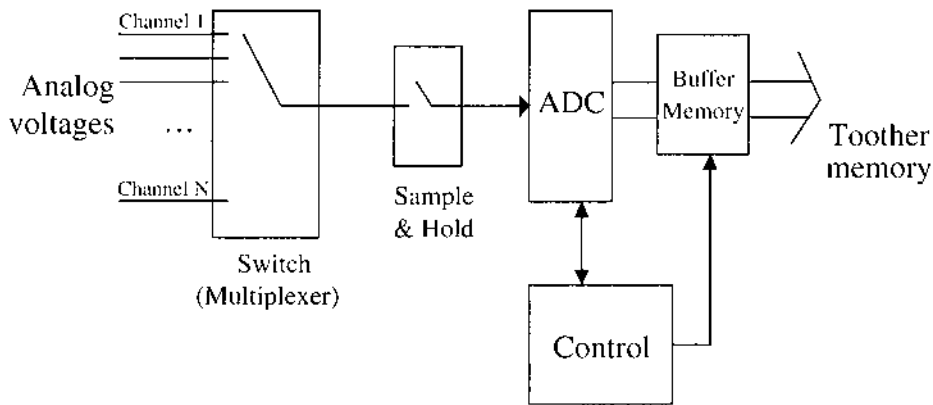 Channel 1
Analog
voltages
...
Channel N
Switch
(Multiplexer)
Sample
& Hold
ADC
Buffer
Memory
Toother
memory
Control